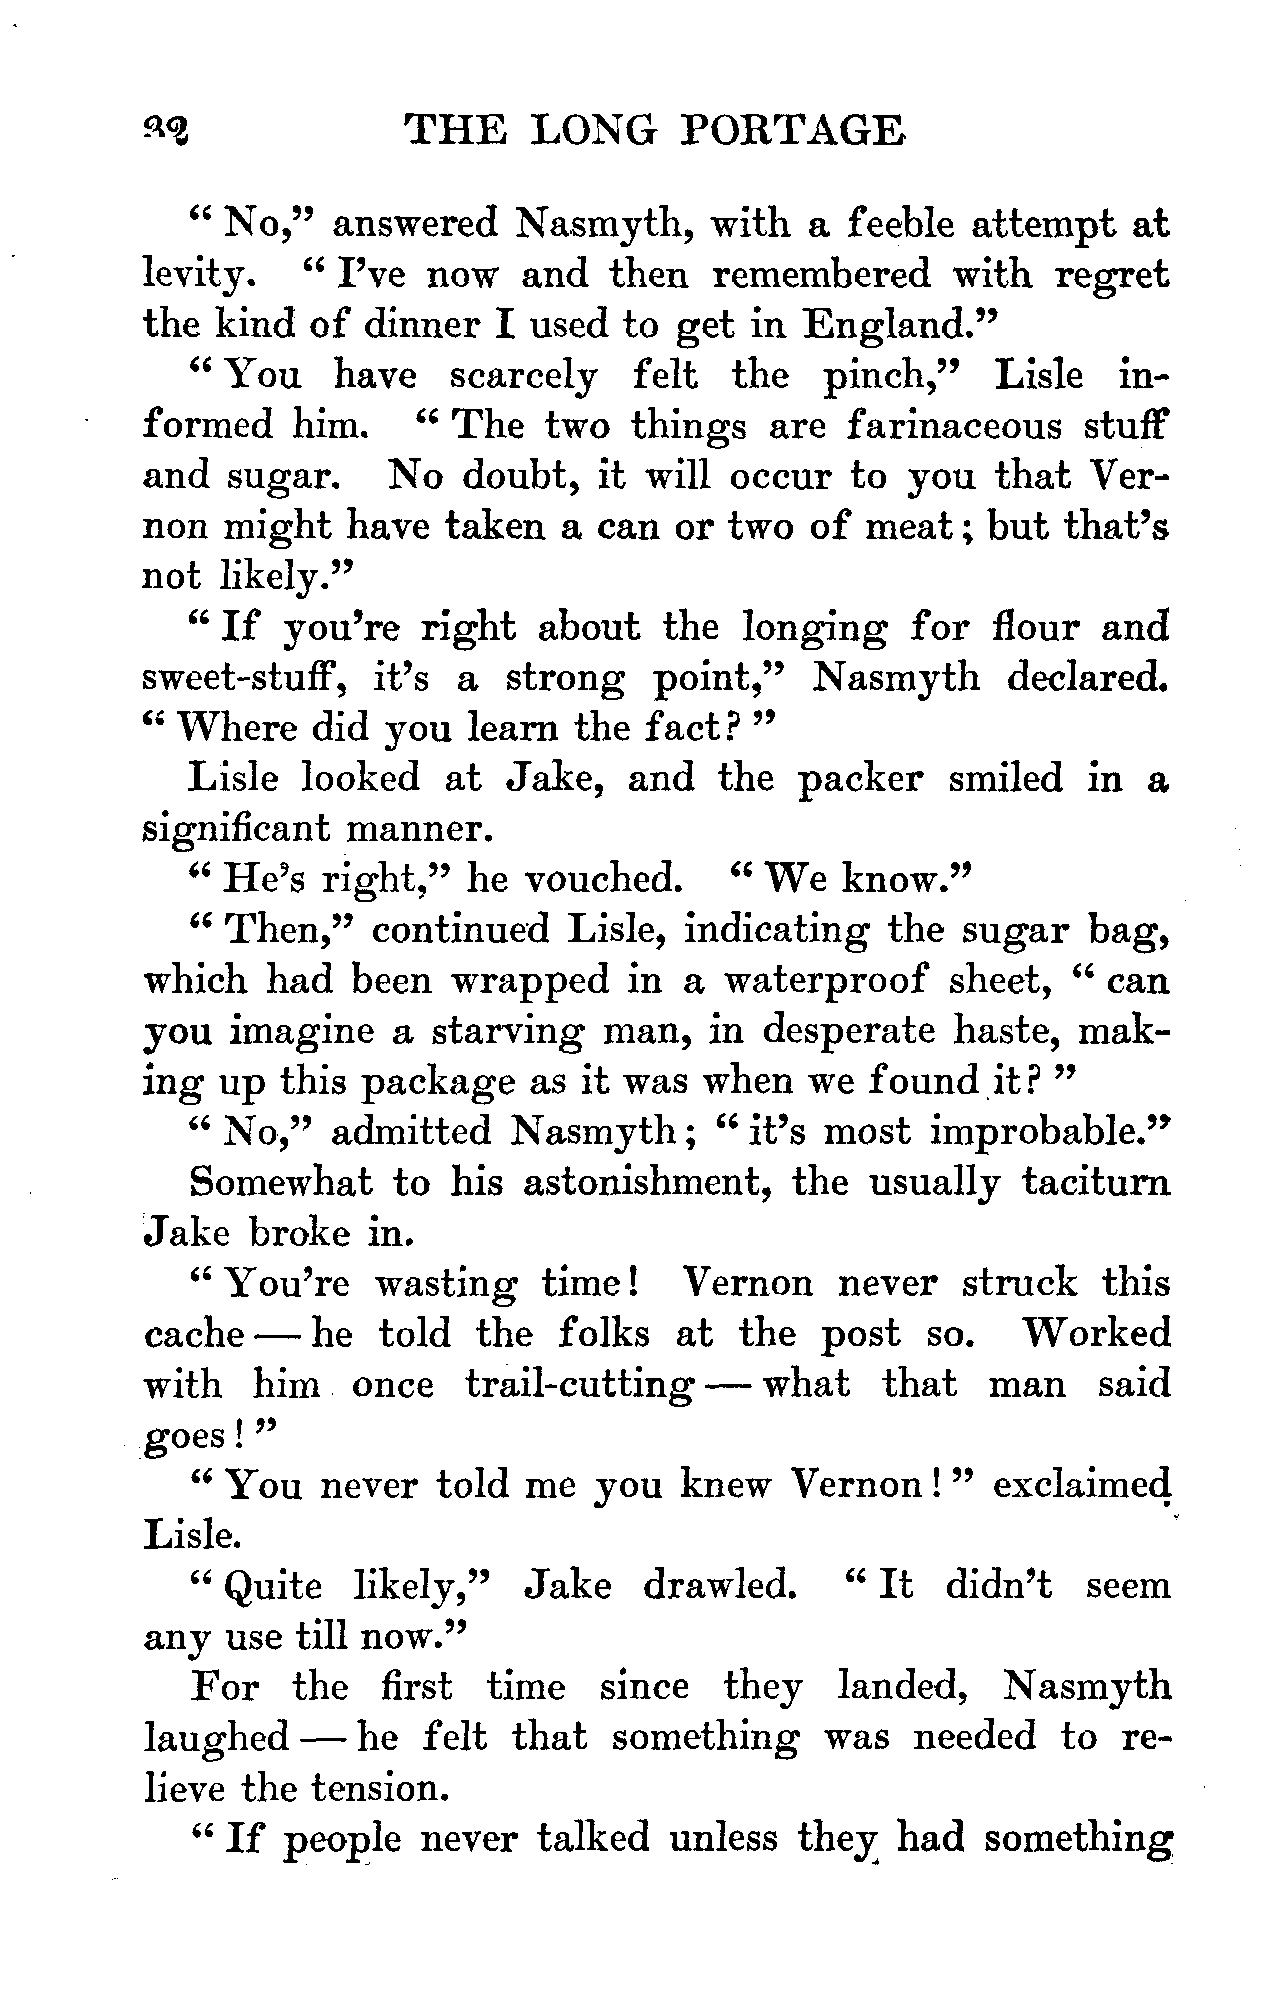 22 THE LONG PORTAGE
“ No,” answered Nasmyth, with a feeble attempt at
levity. “ I’ve now and then remembered with regret
the kind of dinner I used to get in England.”
“ You have scarcely felt the pinch,” Lisle in-
formed him. “ The two things are farinaceous stuff
and sugar. No doubt, it will occur to you that Ver-
non might have taken a can or two of meat ; but that’s
not likely.”
“ If you’re right about the longing for flour and
sweet-stuff, it’s a strong point,” Nasmyth declared.
“ Where did you learn the fact? ”
Lisle looked at Jake, and the packer smiled in a
significant manner.
“ He’s right,” he vouched. “ We know.”
“ Then,” continued Lisle, indicating the sugar bag,
which had been wrapped in a waterproof sheet, “ can
you imagine a starving man, in desperate haste, mak-
ing up this package as it was when we found it? ”
“ No,” admitted Nasmyth ; “ it’s most improbable.”
Somewhat to his astonishment, the usually taciturn
Jake broke in.
“ You’re wasting time! Vernon never struck this
cache — he told the folks at the post so. Worked
with him once trail-cutting — what that man said
goes ! ”
“ You never told me you knew Vernon ! ” exclaimed
Lisle.
“ Quite likely,” Jake drawled. “ It didn’t seem
any use till now.”
For the first time since they landed, Nasmyth
laughed — he felt that something was needed to re-
lieve the tension.
“ If people never talked unless they had something